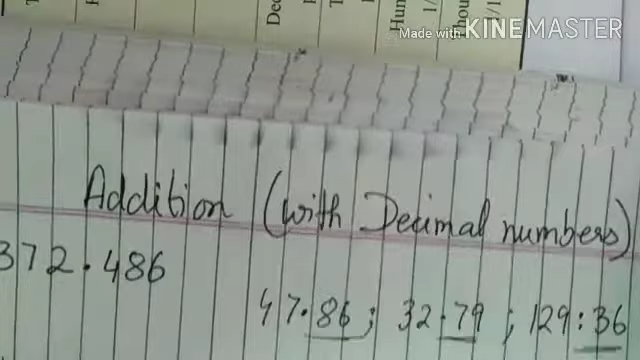 Made with KINEMASTER
Addition (with Decimal numbers)
372.486
47.86; 32.79; 129:36